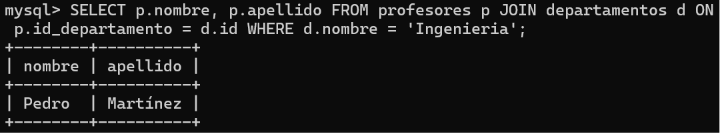 mysql> SELECT p.nombre, p.apellido FROM profesores p JOIN departamentos d ON
p.id_departamento = d.id WHERE d.nombre = 'Ingenieria';
+--------+----------+
| nombre | apellido |
+--------+----------+
| Pedro  | Martínez |
+--------+----------+